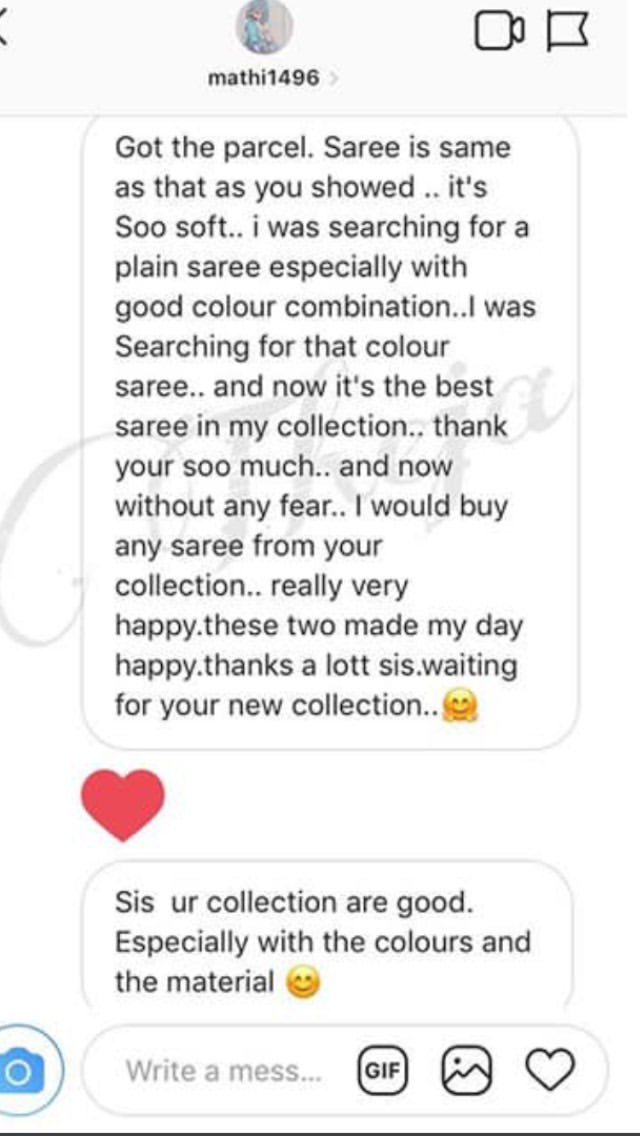 mathi1496
Got the parcel. Saree is same
as that as you showed .. it's
Soo soft.. i was searching for a
plain saree especially with
good colour combination..I was
Searching for that colour
saree.. and now it's the best
saree in my collection.. thank
your soo much.. and now
without any fear.. I would buy
any saree from your
collection.. really very
happy.these two made my day
happy.thanks a lott sis.waiting
for your new collection..🤗
Sis  ur collection are good.
Especially with the colours and
the material 😊
Write a mess...
GIF